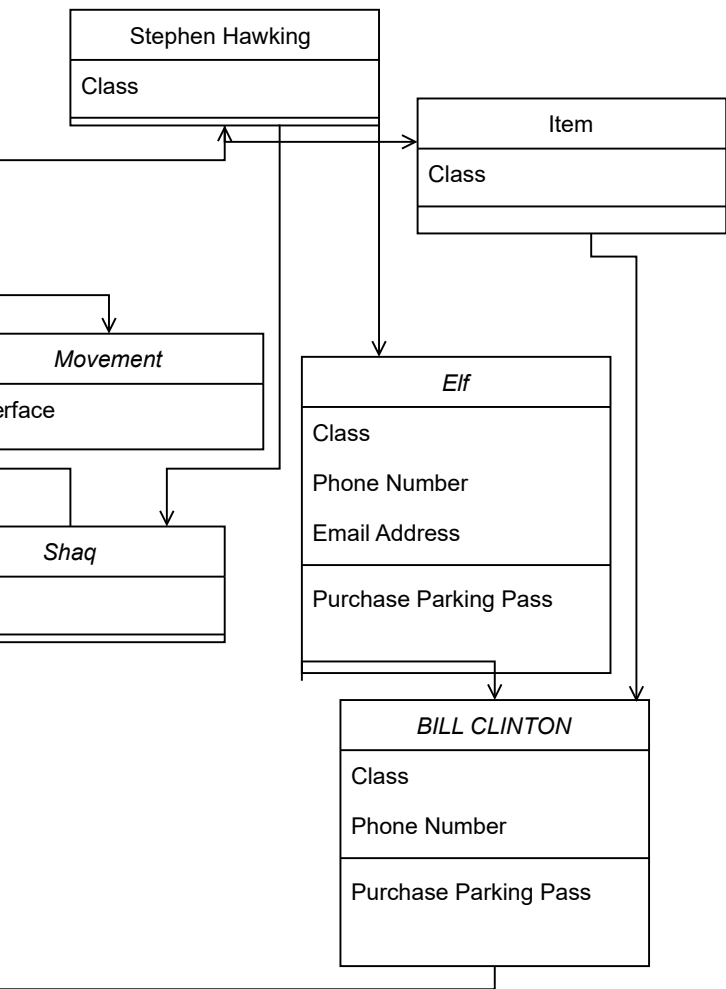 Stephen Hawking
Class
Item
Class
Movement
erface
Elf
Class
Phone Number
Email Address
Purchase Parking Pass
Shaq
BILL CLINTON
Class
Phone Number
Purchase Parking Pass